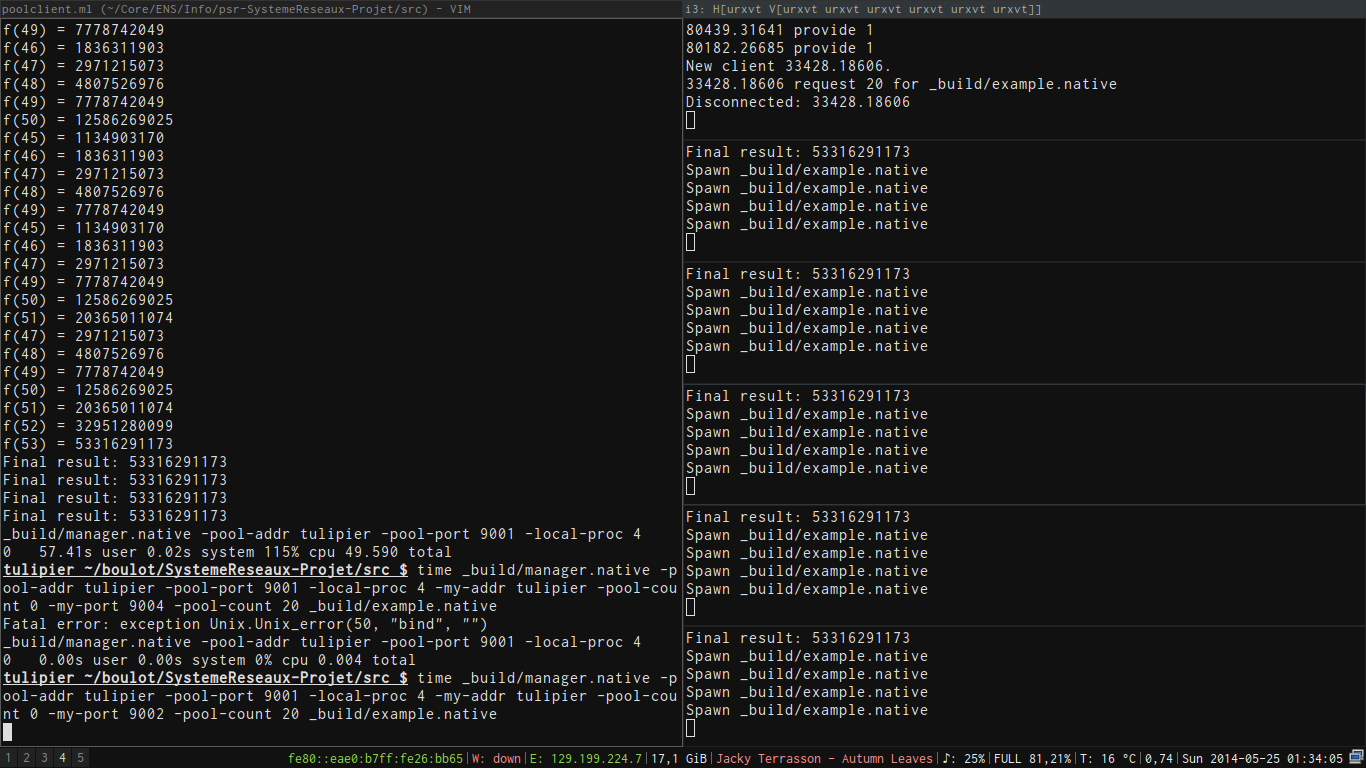 poolclient.ml (~/Core/ENS/Info/psr-SystemeReseaux-Projet/src) - VIM
f(49) = 7778742049
f(46) = 1836311903
f(47) = 2971215073
f(48) = 4807526976
f(49) = 7778742049
f(50) = 12586269025
f(45) = 1134903170
f(46) = 1836311903
f(47) = 2971215073
f(48) = 4807526976
f(49) = 7778742049
f(45) = 1134903170
f(46) = 1836311903
f(47) = 2971215073
f(49) = 7778742049
f(50) = 12586269025
f(51) = 20365011074
f(47) = 2971215073
f(48) = 4807526976
f(49) = 7778742049
f(50) = 12586269025
f(51) = 20365011074
f(52) = 32951280099
f(53) = 53316291173
Final result: 53316291173
Final result: 53316291173
Final result: 53316291173
Final result: 53316291173
_build/manager.native -pool-addr tulipier -pool-port 9001 -local-proc 4
0   57.41s user 0.02s system 115% cpu 49.590 total
tulipier ~/boulot/SystemeReseaux-Projet/src $ time _build/manager.native -p
ool-addr tulipier -pool-port 9001 -local-proc 4 -my-addr tulipier -pool-cou
nt 0 -my-port 9004 -pool-count 20 _build/example.native
Fatal error: exception Unix.Unix_error(50, "bind", "")
_build/manager.native -pool-addr tulipier -pool-port 9001 -local-proc 4
0   0.00s user 0.00s system 0% cpu 0.004 total
tulipier ~/boulot/SystemeReseaux-Projet/src $ time _build/manager.native -p
ool-addr tulipier -pool-port 9001 -local-proc 4 -my-addr tulipier -pool-cou
nt 0 -my-port 9002 -pool-count 20 _build/example.native
i3: H[urxvt V[urxvt urxvt urxvt urxvt urxvt urxvt]]
80439.31641 provide 1
80182.26685 provide 1
New client 33428.18606.
33428.18606 request 20 for _build/example.native
Disconnected: 33428.18606
Final result: 53316291173
Spawn _build/example.native
Spawn _build/example.native
Spawn _build/example.native
Spawn _build/example.native
Final result: 53316291173
Spawn _build/example.native
Spawn _build/example.native
Spawn _build/example.native
Spawn _build/example.native
Final result: 53316291173
Spawn _build/example.native
Spawn _build/example.native
Spawn _build/example.native
Spawn _build/example.native
Final result: 53316291173
Spawn _build/example.native
Spawn _build/example.native
Spawn _build/example.native
Spawn _build/example.native
Final result: 53316291173
Spawn _build/example.native
Spawn _build/example.native
Spawn _build/example.native
Spawn _build/example.native
1 2 3 4 5 fe80::eae0:b7ff:fe26:bb65|W: down|E: 129.199.224.7|17,1 GiB|Jacky Terrasson - Autumn Leaves|♪: 25%|FULL 81,21%|T: 16 °C|0,74|Sun 2014-05-25 01:34:05